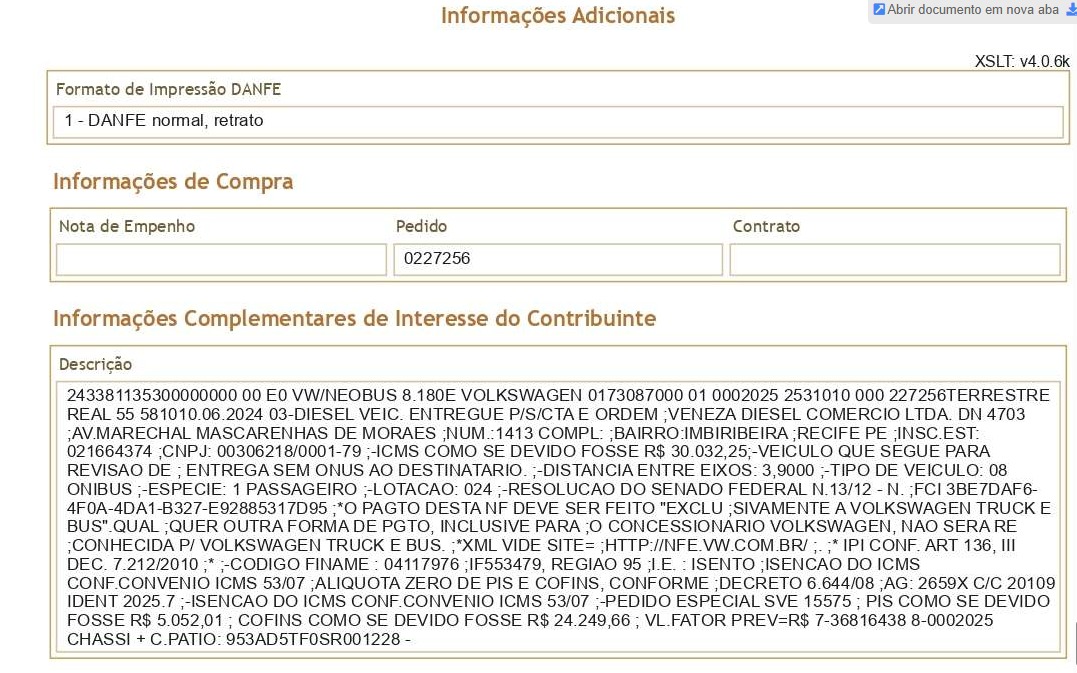 Informações Adicionais
Abrir documento em nova aba
XSLT: v4.0.6k
Formato de Impressão DANFE
1 - DANFE normal, retrato
Informações de Compra
Nota de Empenho Pedido Contrato
0227256
Informações Complementares de Interesse do Contribuinte
Descrição
243381135300000000 00 E0 VW/NEOBUS 8.180E VOLKSWAGEN 0173087000 01 0002025 2531010 000 227256TERRESTRE
REAL 55 581010.06.2024 03-DIESEL VEIC. ENTREGUE P/S/CTA E ORDEM ;VENEZA DIESEL COMERCIO LTDA. DN 4703
;AV.MARECHAL MASCARENHAS DE MORAES ;NUM.:1413 COMPL: ;BAIRRO:IMBIRIBEIRA ;RECIFE PE ;INSC.EST:
021664374 ;CNPJ: 00306218/0001-79 ;-ICMS COMO SE DEVIDO FOSSE R$ 30.032,25;-VEICULO QUE SEGUE PARA
REVISAO DE ; ENTREGA SEM ONUS AO DESTINATARIO. ;-DISTANCIA ENTRE EIXOS: 3,9000 ;-TIPO DE VEICULO: 08
ONIBUS ;-ESPECIE: 1 PASSAGEIRO ;-LOTACAO: 024 ;-RESOLUCAO DO SENADO FEDERAL N.13/12 - N. ;FCI 3BE7DAF6-
4F0A-4DA1-B327-E92885317D95 ;*O PAGTO DESTA NF DEVE SER FEITO "EXCLU ;SIVAMENTE A VOLKSWAGEN TRUCK E
BUS".QUAL ;QUER OUTRA FORMA DE PGTO, INCLUSIVE PARA ;O CONCESSIONARIO VOLKSWAGEN, NAO SERA RE
;CONHECIDA P/ VOLKSWAGEN TRUCK E BUS. ;*XML VIDE SITE= ;HTTP://NFE.VW.COM.BR/ ;. ;* IPI CONF. ART 136, III
DEC. 7.212/2010 ;* ;-CODIGO FINAME : 04117976 ;IF553479, REGIAO 95 ;I.E. : ISENTO ;ISENCAO DO ICMS
CONF.CONVENIO ICMS 53/07 ;ALIQUOTA ZERO DE PIS E COFINS, CONFORME ;DECRETO 6.644/08 ;AG: 2659X C/C 20109
IDENT 2025.7 ;-ISENCAO DO ICMS CONF.CONVENIO ICMS 53/07 ;-PEDIDO ESPECIAL SVE 15575 ; PIS COMO SE DEVIDO
FOSSE R$ 5.052,01 ; COFINS COMO SE DEVIDO FOSSE R$ 24.249,66 ; VL.FATOR PREV=R$ 7-36816438 8-0002025
CHASSI + C.PATIO: 953AD5TF0SR001228 -